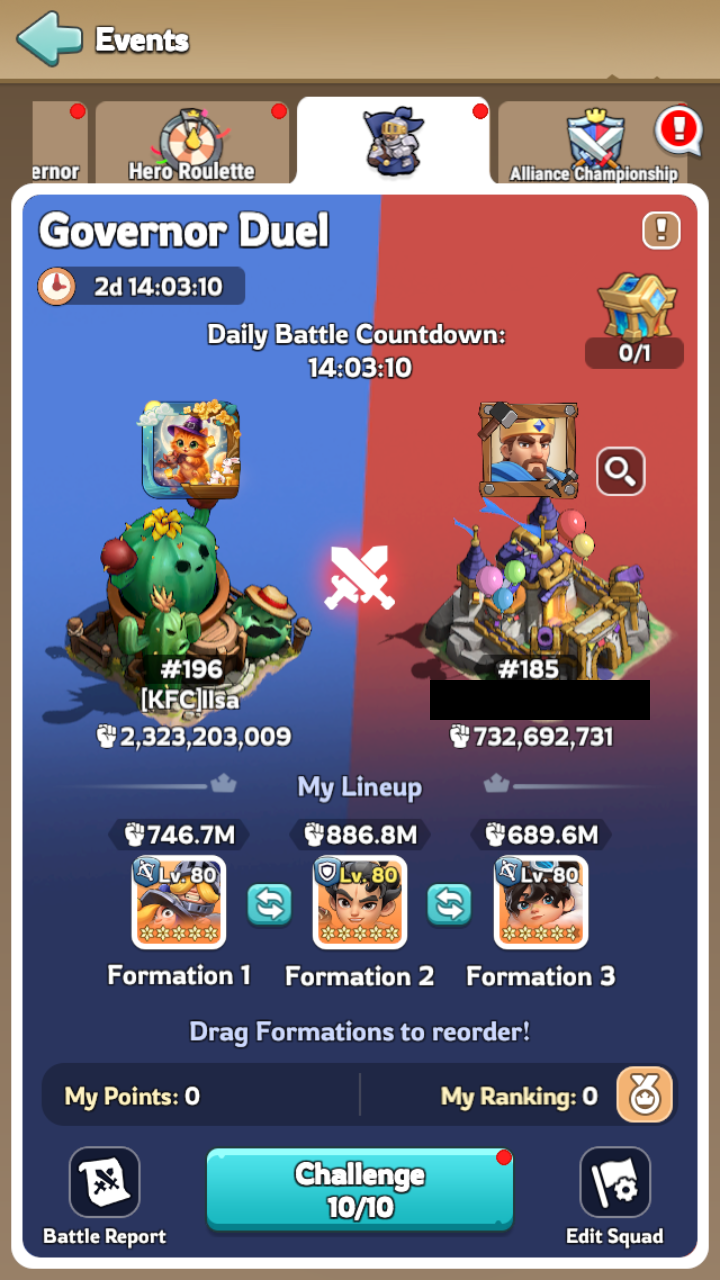 Events
ernor
Hero Roulette
Alliance Championship
Governor Duel
2d 14:03:10
Daily Battle Countdown:
14:03:10
0/1
#196
[KFC]Ilsa
2,323,203,009
#185
732,692,731
My Lineup
746.7M
886.8M
689.6M
Lv. 80
Lv. 80
Lv. 80
Formation 1
Formation 2
Formation 3
Drag Formations to reorder!
My Points: 0
My Ranking: 0
Challenge
10/10
Battle Report
Edit Squad